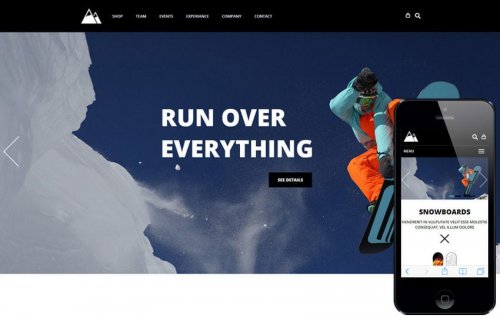 SHOP TEAM EVENTS EXPERIANCE COMPANY CONTACT
RUN OVER
EVERYTHING
SEE DETAILS
MENU
SNOWBOARDS
HENDRERIT IN VULPUTATE VELIT ESSE MOLESTIE
CONSEQUAT, VEL ILLUM DOLORE